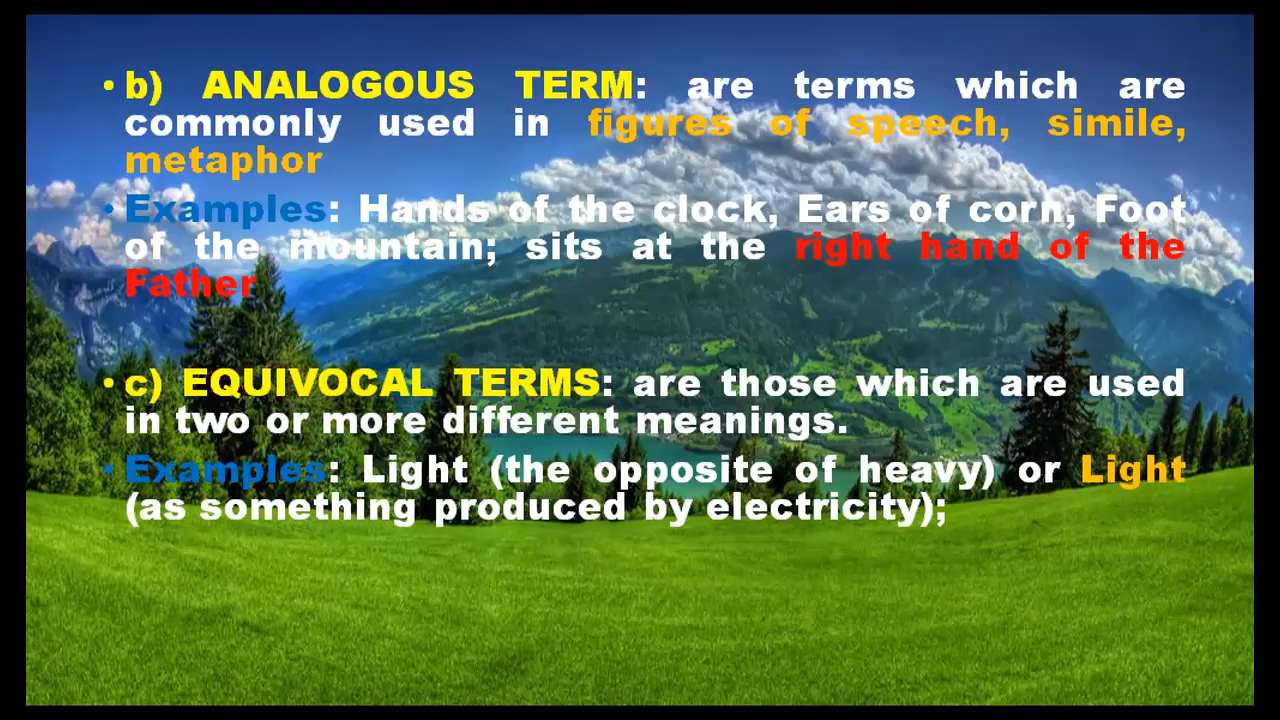 • b) ANALOGOUS TERM: are terms which are
commonly used in figures of speech, simile,
metaphor
• Examples: Hands of the clock, Ears of corn, Foot
of the mountain; sits at the right hand of the
Father
• c) EQUIVOCAL TERMS: are those which are used
in two or more different meanings.
• Examples: Light (the opposite of heavy) or Light
(as something produced by electricity);